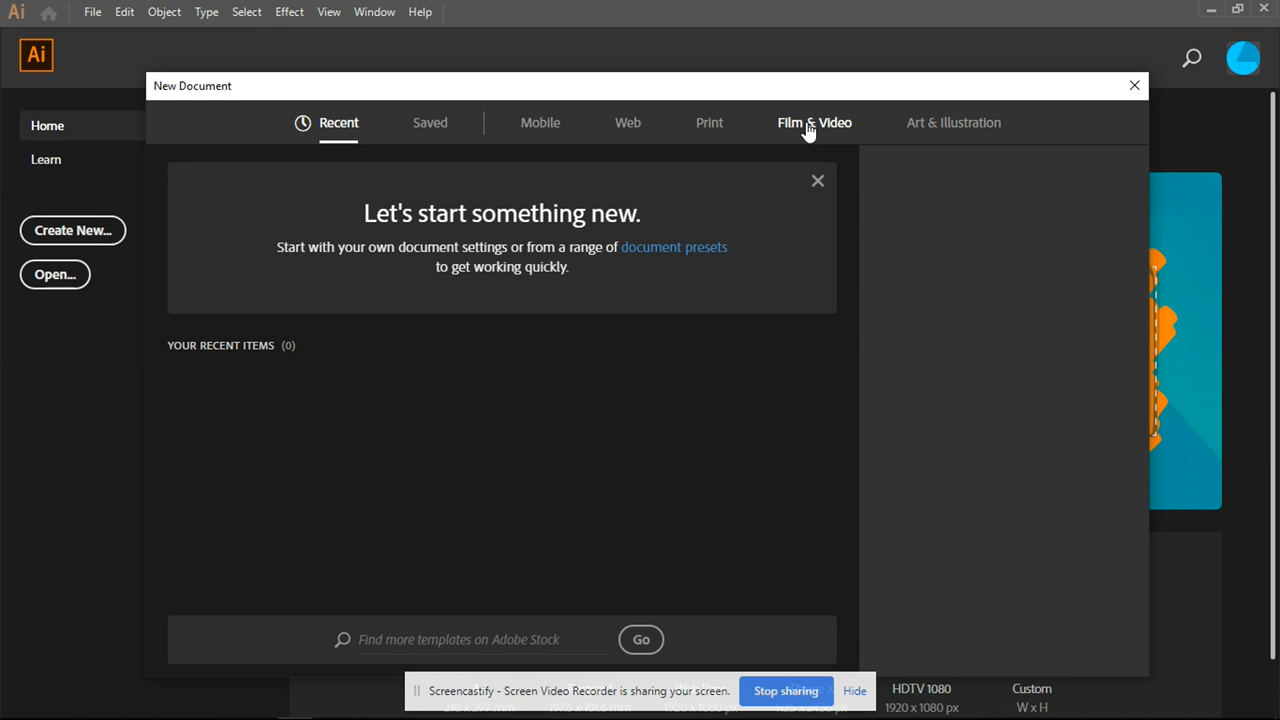 Ai File Edit Object Type Select Effect View Window Help
Ai
New Document
Recent Saved Mobile Web Print Film & Video Art & Illustration
Home
Learn
Create New...
Open...
Let's start something new.
Start with your own document settings or from a range of document presets
to get working quickly.
YOUR RECENT ITEMS (0)
Find more templates on Adobe Stock Go
Screencastify - Screen Video Recorder is sharing your screen. Stop sharing Hide
HDTV 1080 Custom
1920 x 1080 px W x H